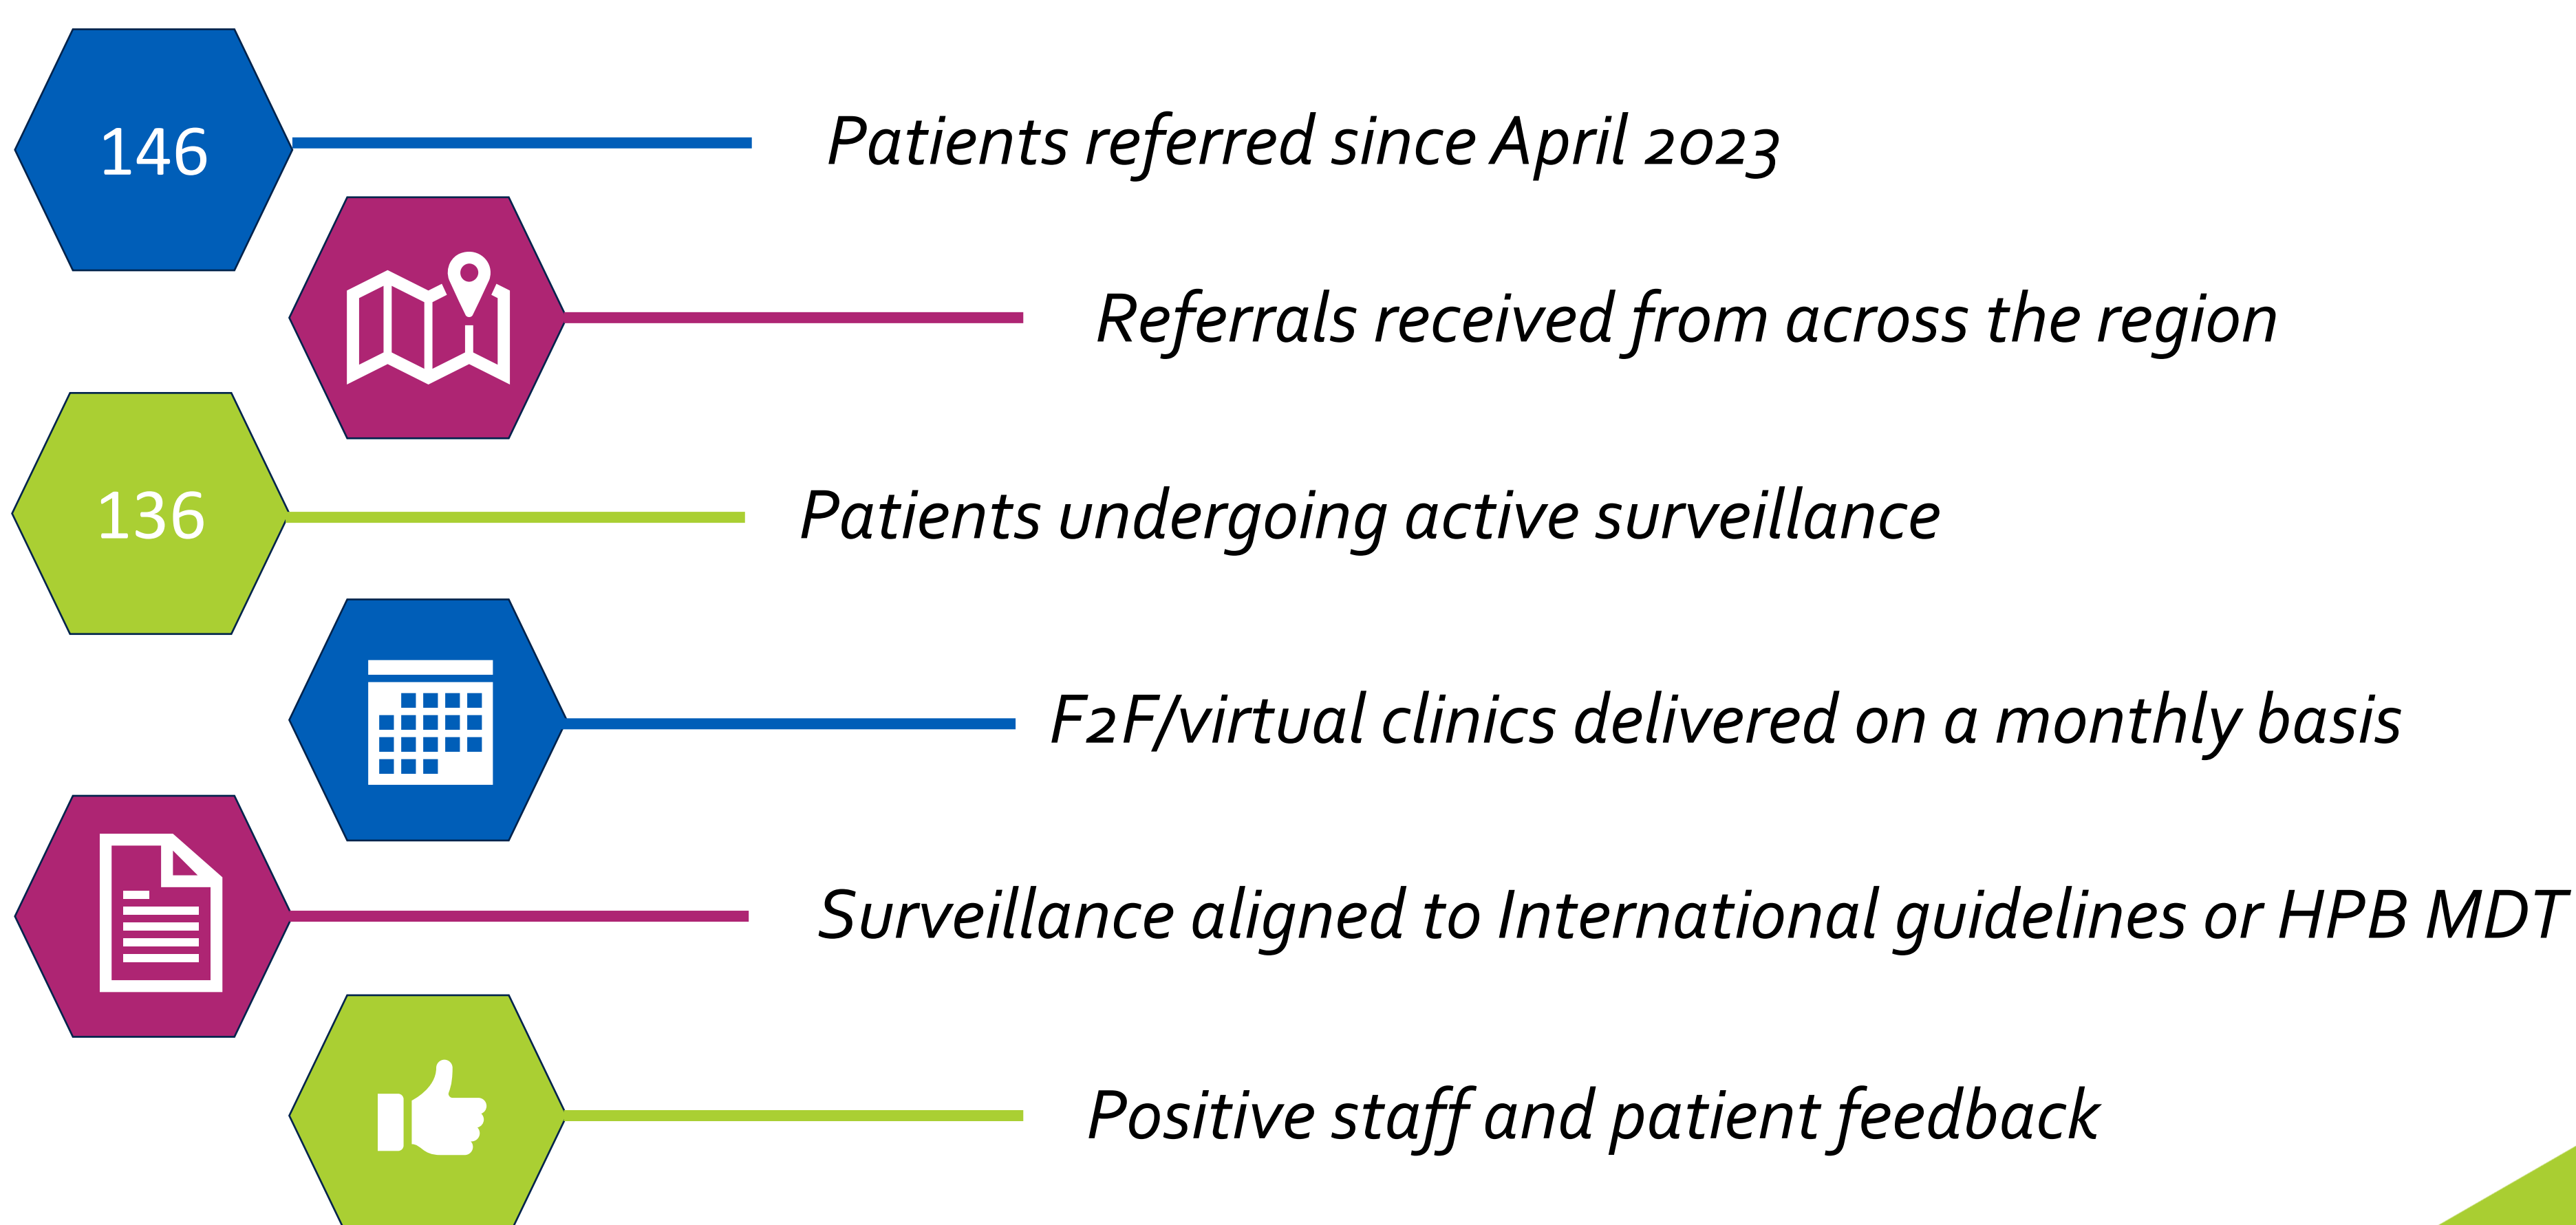 146
Patients referred since April 2023
Referrals received from across the region
136
Patients undergoing active surveillance
F2F/virtual clinics delivered on a monthly basis
Surveillance aligned to International guidelines or HPB MDT
Positive staff and patient feedback